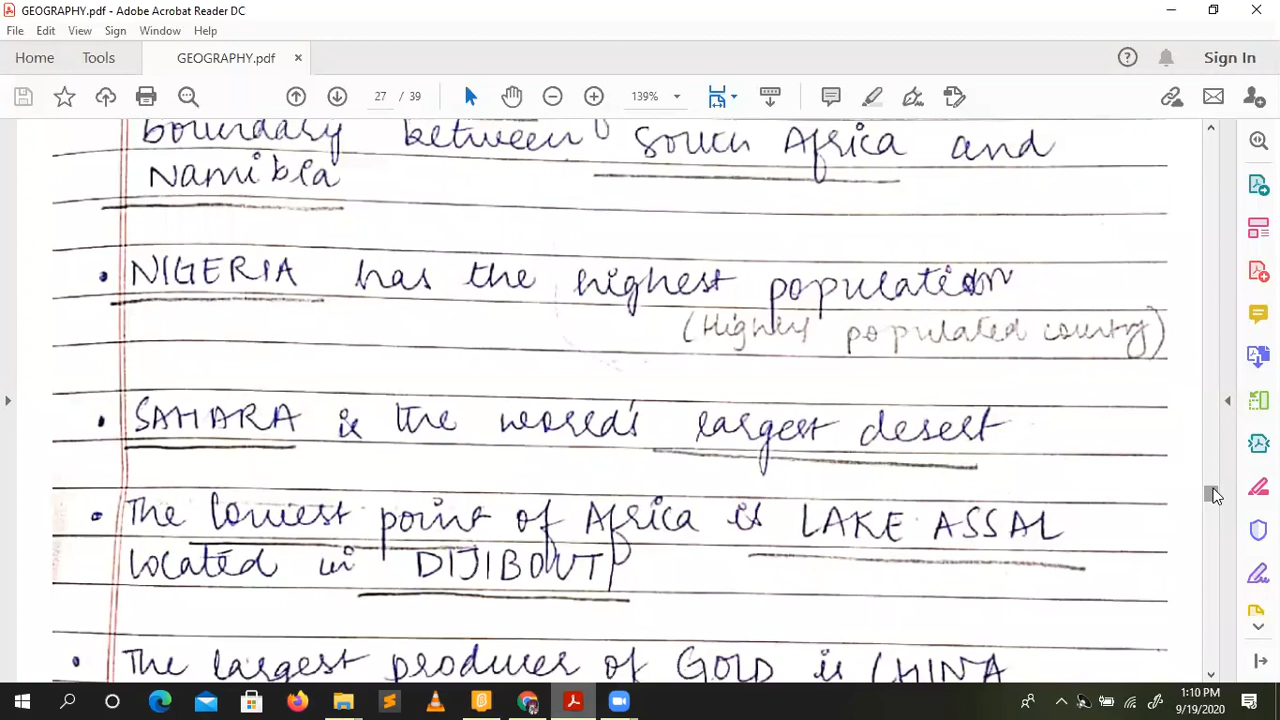 GEOGRAPHY.pdf - Adobe Acrobat Reader DC
File Edit View Sign Window Help
Home Tools GEOGRAPHY.pdf × Sign In
27 / 39 139%
boundary between South Africa and
Namibia
• NIGERIA has the highest population
(Highly populated country)
• SAHARA is the world's largest desert
• The lowest point of Africa is LAKE ASSAL
located in DIJIBOUTI
• The largest producer of GOLD is CHINA
1:10 PM
9/19/2020